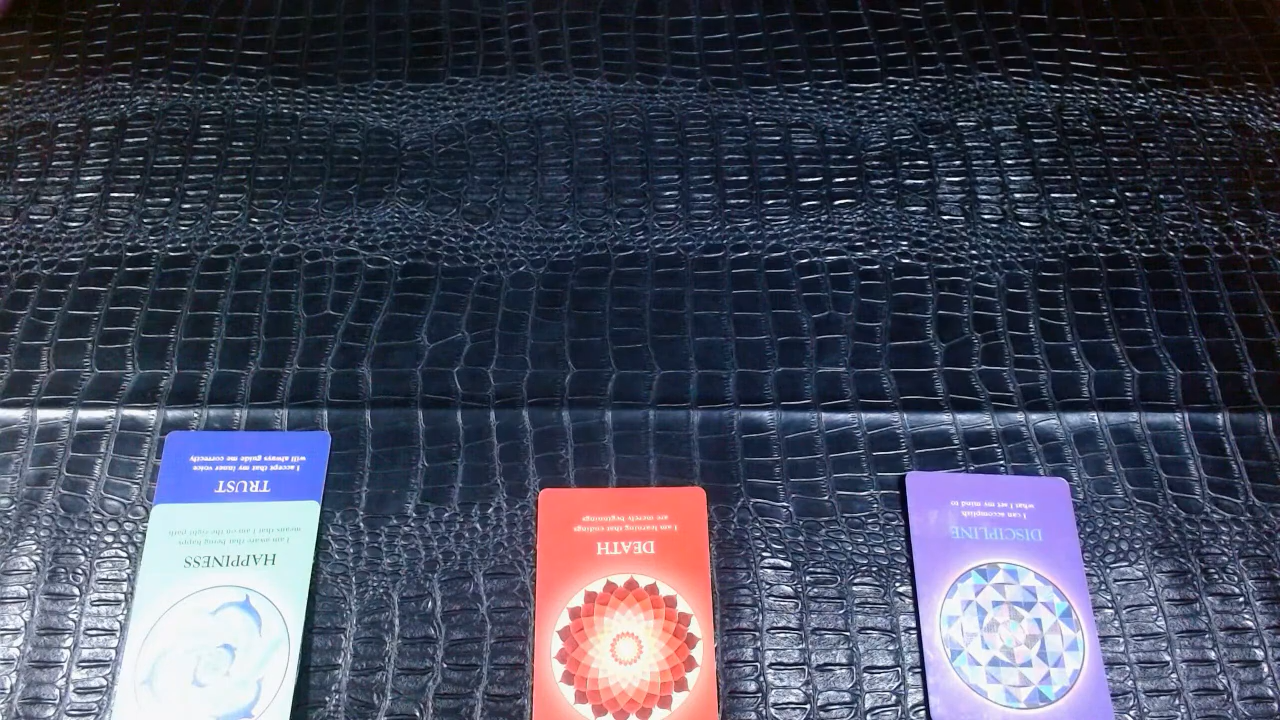 TRUST
I accept that my inner voice
will always guide me correctly
HAPPINESS
I am aware that being happy
means that I am on the right path
DEATH
I am learning that endings
are merely beginnings
DISCIPLINE
I can accomplish
what I set my mind to